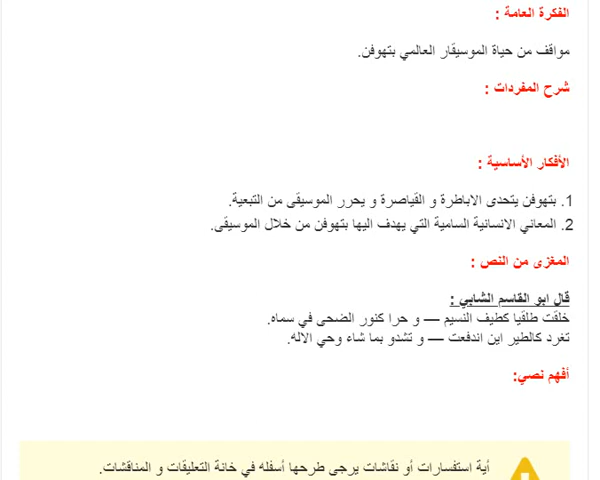 الفكرة العامة :
مواقف من حياة الموسيقار العالمي بتهوفن.
شرح المفردات :
الأفكار الأساسية :
1. بتهوفن يتحدى الاباطرة و القياصرة و يحرر الموسيقى من التبعية.
2. المعاني الانسانية السامية التي يهدف اليها بتهوفن من خلال الموسيقى.
المغزى من النص :
قال ابو القاسم الشابي :
خلقت طلقيا كطيف النسيم — و حرا كنور الضحى في سماه.
تغرد كالطير اين اندفعت — و تشدو بما شاء وحي الاله.
أفهم نصي:
أية استفسارات أو نقاشات يرجى طرحها أسفله في خانة التعليقات و المناقشات.